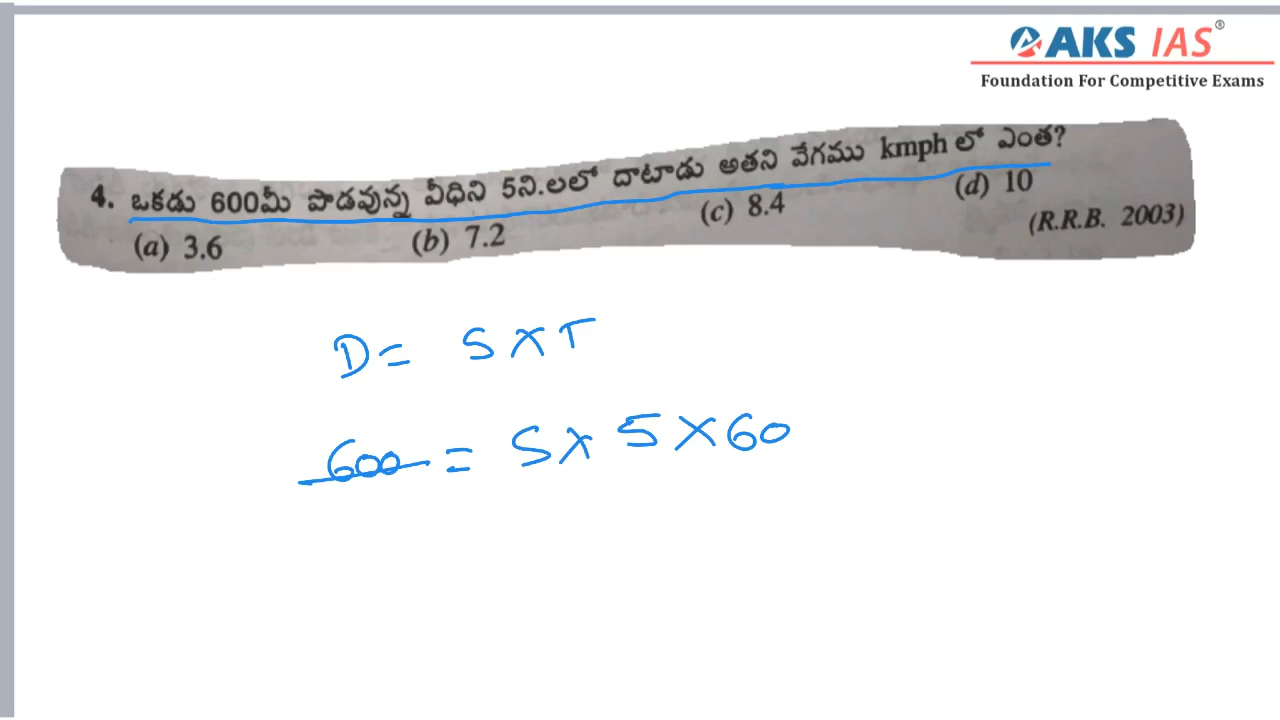 AKS IAS®
Foundation For Competitive Exams
4. ఒకడు 600మీ పొడవున్న వీధిని 5ని.లలో దాటాడు అతని వేగము kmph లో ఎంత?
(a) 3.6 (b) 7.2 (c) 8.4 (d) 10
(R.R.B. 2003)
D = S X T
600 = S X 5 X 60